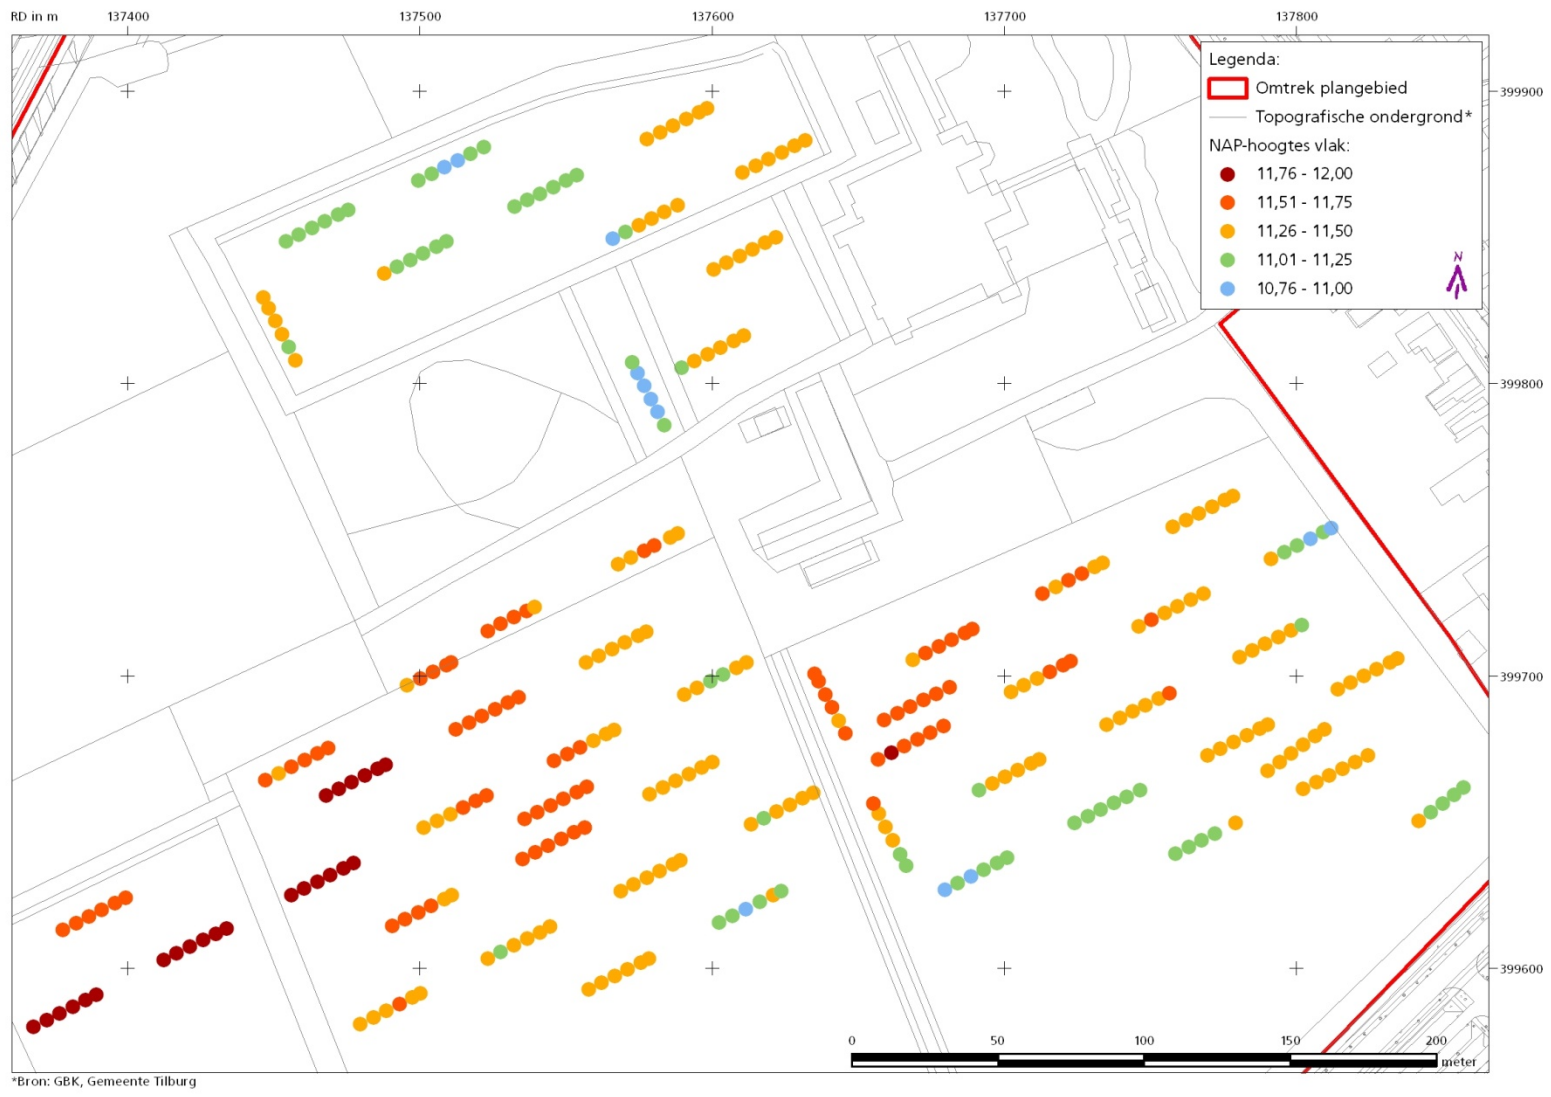 RD in m
137400
137500
137600
137700
137800
399900
399800
399700
399600
Legenda:
Omtrek plangebied
Topografische ondergrond*
NAP-hoogtes vlak:
11,76 - 12,00
11,51 - 11,75
11,26 - 11,50
11,01 - 11,25
10,76 - 11,00
N
0
50
100
150
200
meter
*Bron: GBK, Gemeente Tilburg